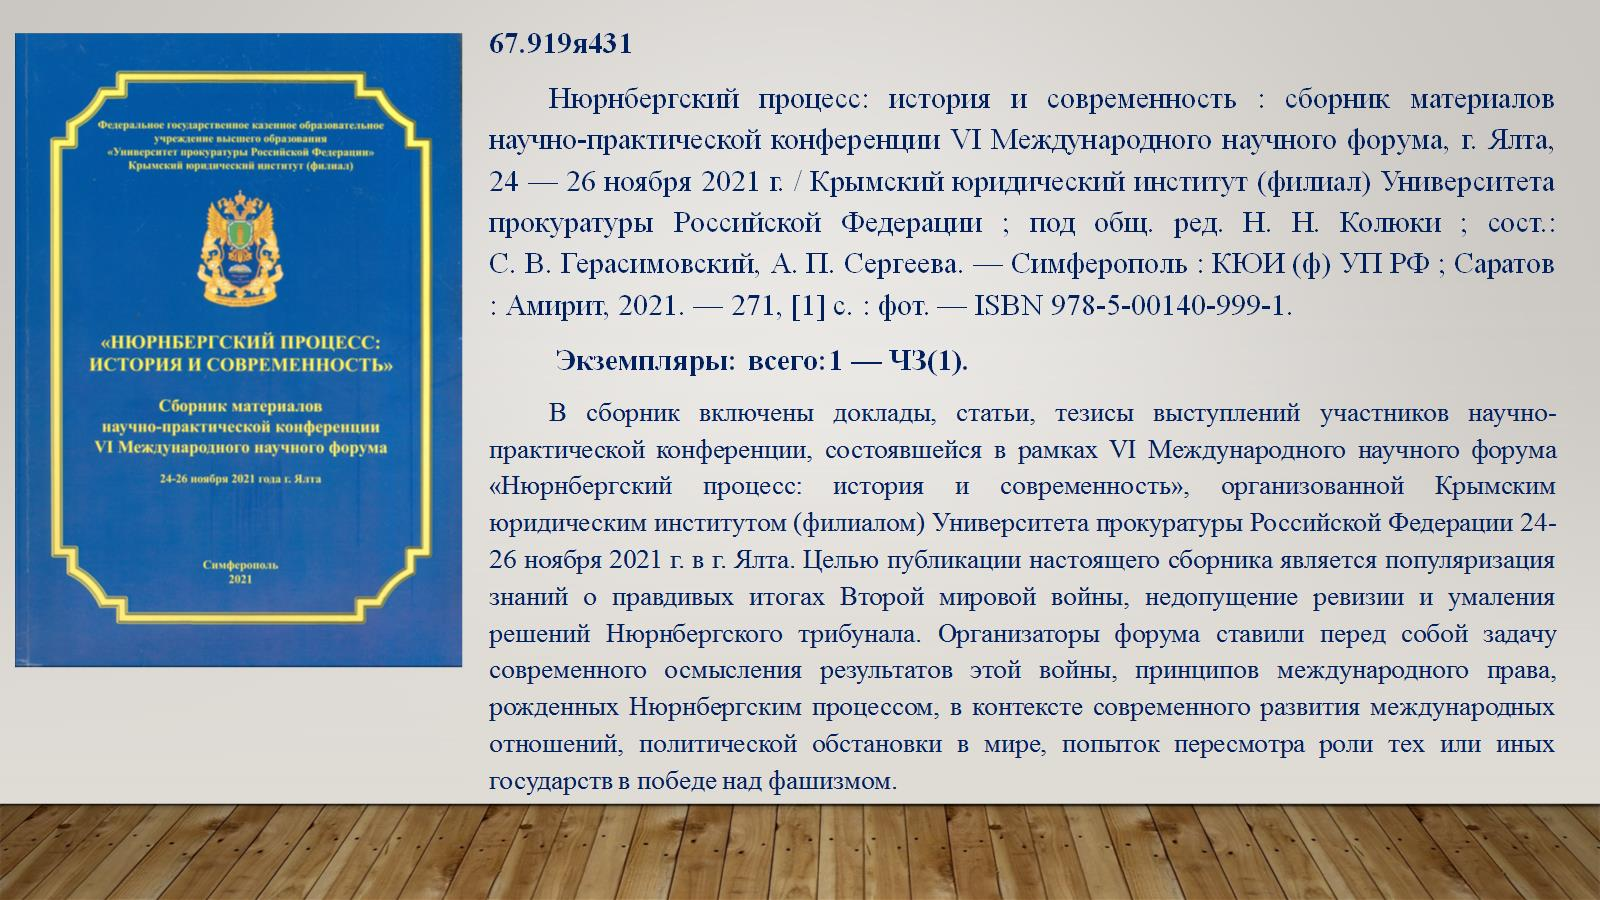 Федеральное государственное казенное образовательное
учреждение высшего образования
«Университет прокуратуры Российской Федерации»
Крымский юридический институт (филиал)
«НЮРНБЕРГСКИЙ ПРОЦЕСС:
ИСТОРИЯ И СОВРЕМЕННОСТЬ»
Сборник материалов
научно-практической конференции
VI Международного научного форума
24-26 ноября 2021 года г. Ялта
Симферополь
2021
67.919я431
Нюрнбергский процесс: история и современность : сборник материалов
научно-практической конференции VI Международного научного форума, г. Ялта,
24 — 26 ноября 2021 г. / Крымский юридический институт (филиал) Университета
прокуратуры Российской Федерации ; под общ. ред. Н. Н. Колюки ; сост.:
С. В. Герасимовский, А. П. Сергеева. — Симферополь : КЮИ (ф) УП РФ ; Саратов
: Амирит, 2021. — 271, [1] с. : фот. — ISBN 978-5-00140-999-1.
Экземпляры: всего:1 — ЧЗ(1).
В сборник включены доклады, статьи, тезисы выступлений участников научно-
практической конференции, состоявшейся в рамках VI Международного научного форума
«Нюрнбергский процесс: история и современность», организованной Крымским
юридическим институтом (филиалом) Университета прокуратуры Российской Федерации 24-
26 ноября 2021 г. в г. Ялта. Целью публикации настоящего сборника является популяризация
знаний о правдивых итогах Второй мировой войны, недопущение ревизии и умаления
решений Нюрнбергского трибунала. Организаторы форума ставили перед собой задачу
современного осмысления результатов этой войны, принципов международного права,
рожденных Нюрнбергским процессом, в контексте современного развития международных
отношений, политической обстановки в мире, попыток пересмотра роли тех или иных
государств в победе над фашизмом.